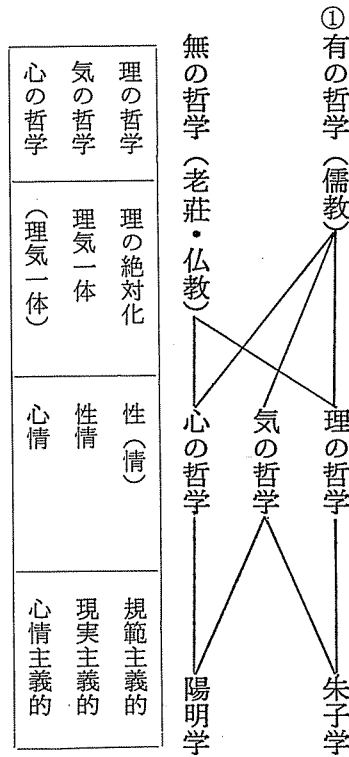 ①
有の哲学（儒教） 理の哲学 朱子学
気の哲学
無の哲学（老荘・仏教） 心の哲学 陽明学
理の哲学 理の絶対化 性（情） 規範主義的
気の哲学 理気一体 性情 現実主義的
心の哲学 （理気一体） 心情 心情主義的